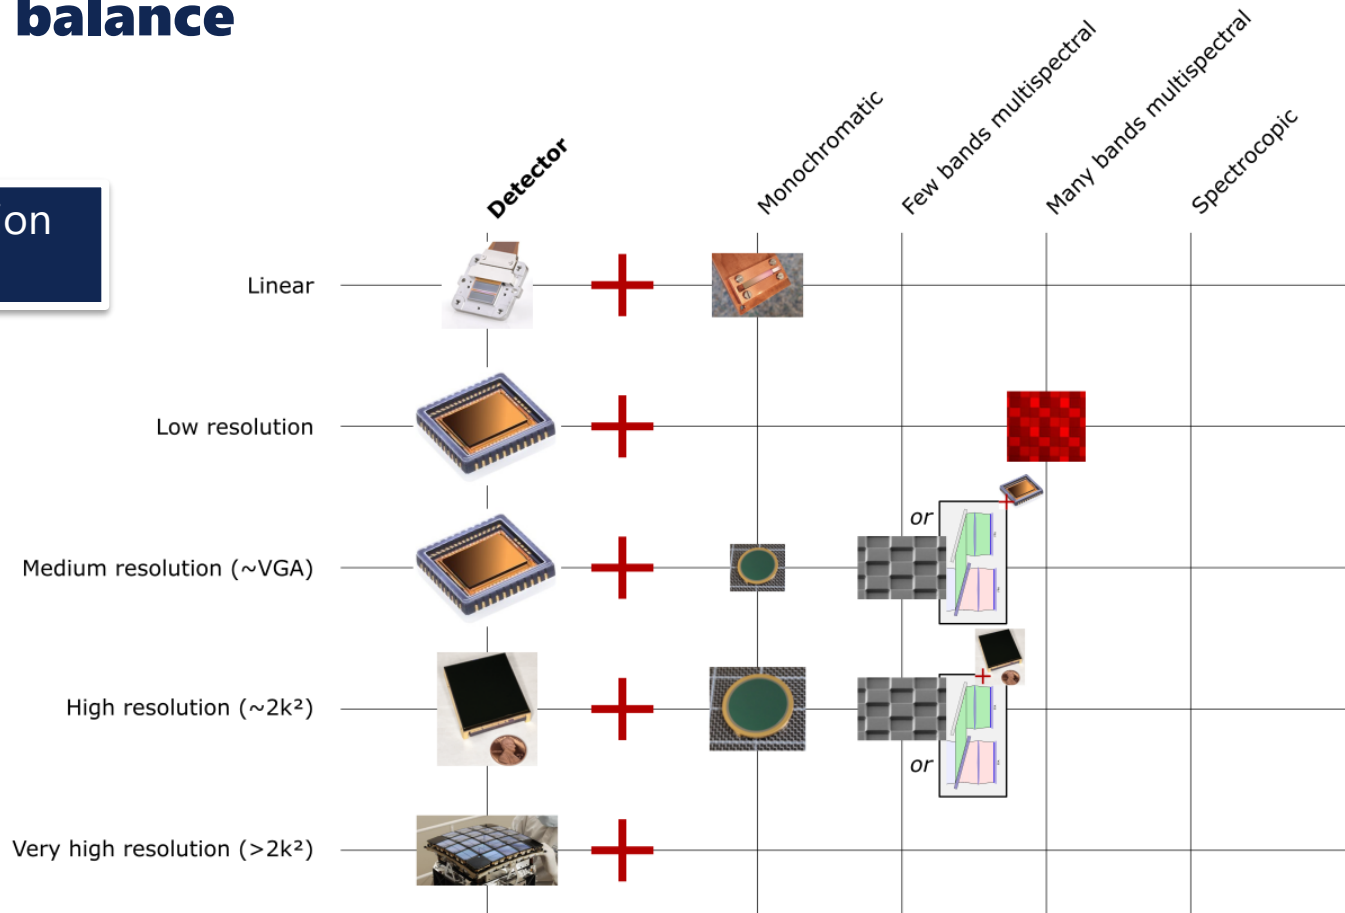 balance
ion
Detector
Monochromatic
Few bands multispectral
Many bands multispectral
Spectrocopic
Linear
Low resolution
or
Medium resolution (~VGA)
High resolution (~2k²)
or
Very high resolution (>2k²)